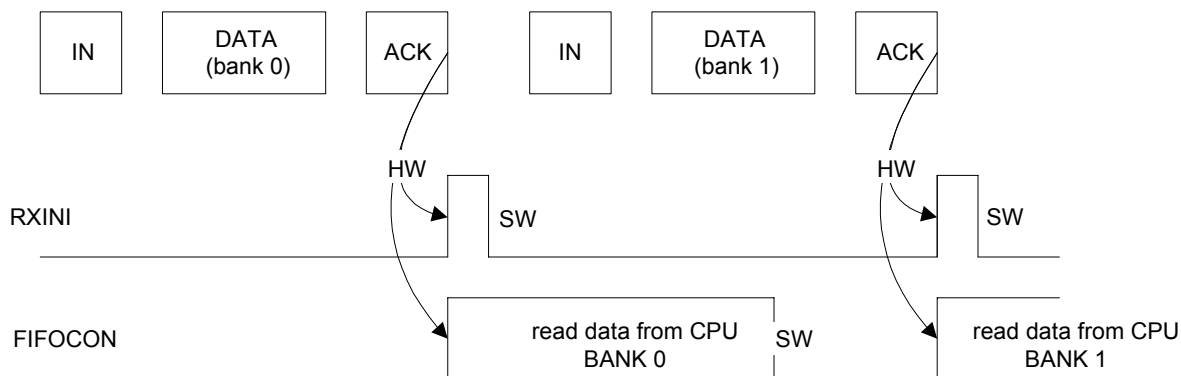 IN
DATA
(bank 0)
ACK
IN
DATA
(bank 1)
ACK
HW
HW
RXINI
SW
SW
FIFOCON
read data from CPU
BANK 0
SW
read data from CPU
BANK 1